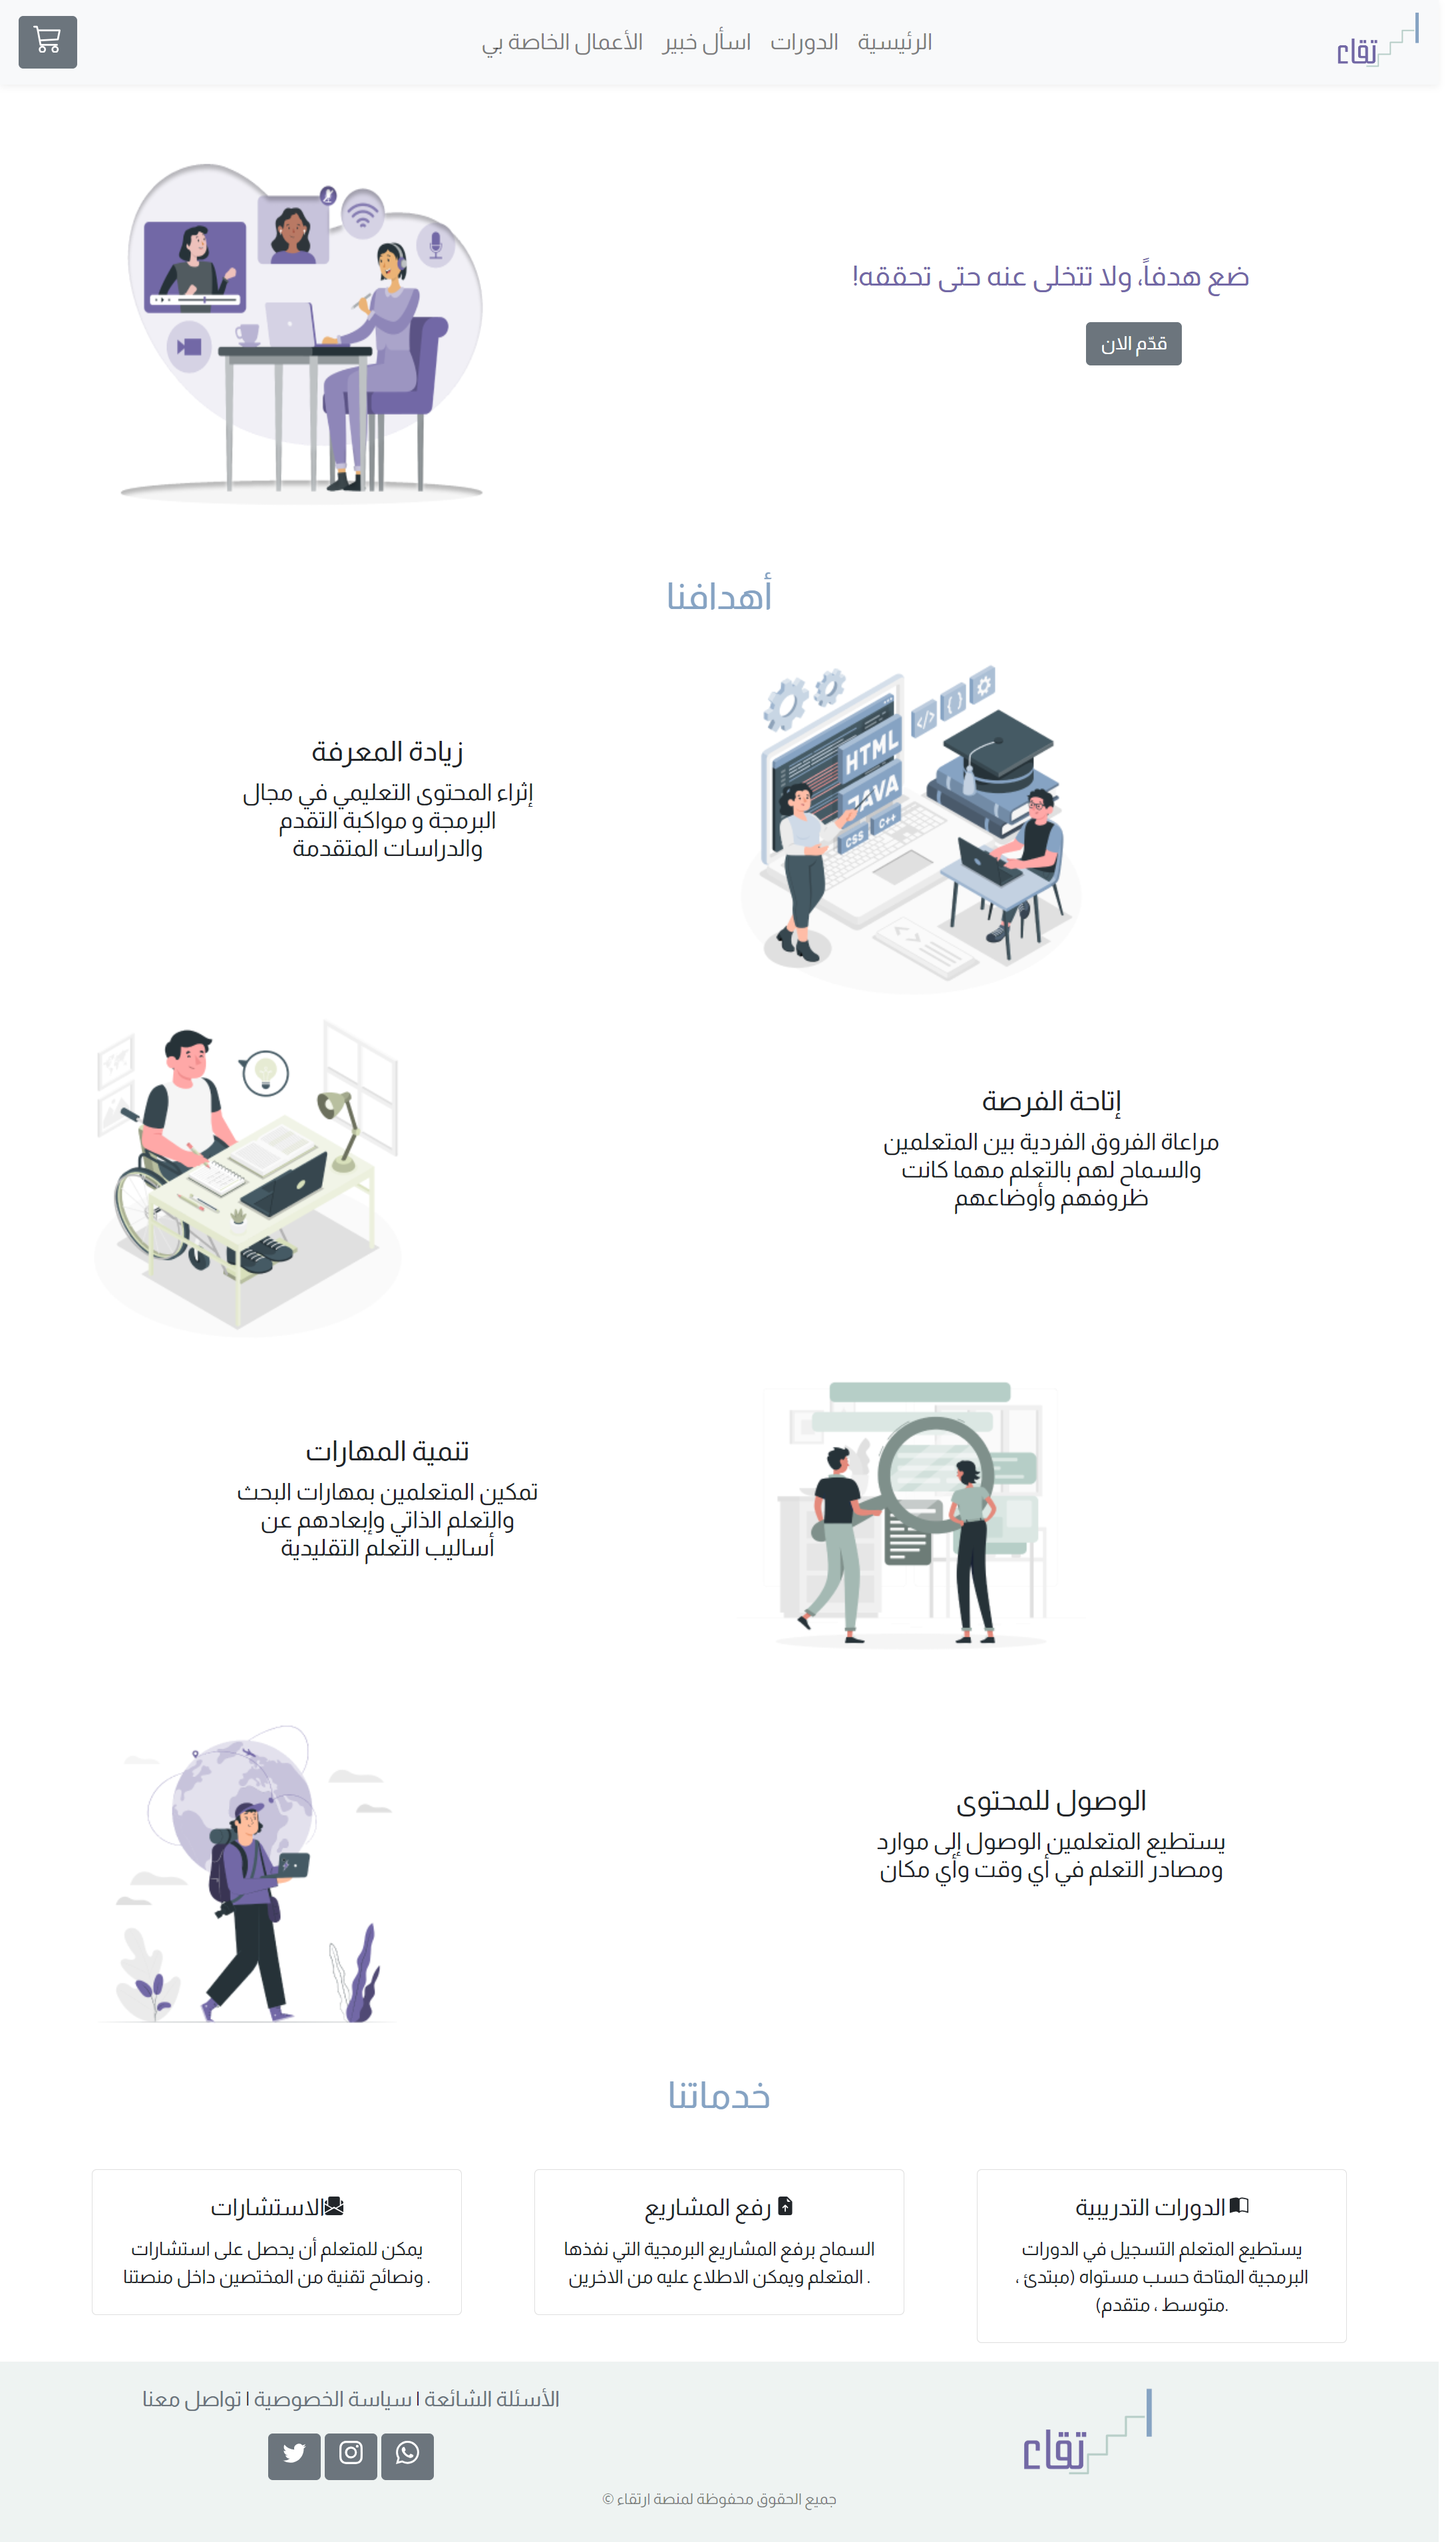 ارتقاء
الرئيسية
الدورات
اسأل خبير
الأعمال الخاصة بي
ضع هدفاً، ولا تتخلى عنه حتى تحققه!
قدّم الان
أهدافنا
HTML
JAVA
CSS
C++
</>
{ }
زيادة المعرفة
إثراء المحتوى التعليمي في مجال
البرمجة و مواكبة التقدم
والدراسات المتقدمة
إتاحة الفرصة
مراعاة الفروق الفردية بين المتعلمين
والسماح لهم بالتعلم مهما كانت
ظروفهم وأوضاعهم
تنمية المهارات
تمكين المتعلمين بمهارات البحث
والتعلم الذاتي وإبعادهم عن
أساليب التعلم التقليدية
الوصول للمحتوى
يستطيع المتعلمين الوصول إلى موارد
ومصادر التعلم في أي وقت وأي مكان
خدماتنا
الدورات التدريبية
يستطيع المتعلم التسجيل في الدورات
البرمجية المتاحة حسب مستواه (مبتدئ ،
متوسط ، متقدم).
رفع المشاريع
السماح برفع المشاريع البرمجية التي نفذها
المتعلم ويمكن الاطلاع عليه من الاخرين .
الاستشارات
يمكن للمتعلم أن يحصل على استشارات
ونصائح تقنية من المختصين داخل منصتنا .
ارتقاء
الأسئلة الشائعة | سياسة الخصوصية | تواصل معنا
جميع الحقوق محفوظة لمنصة ارتقاء ©